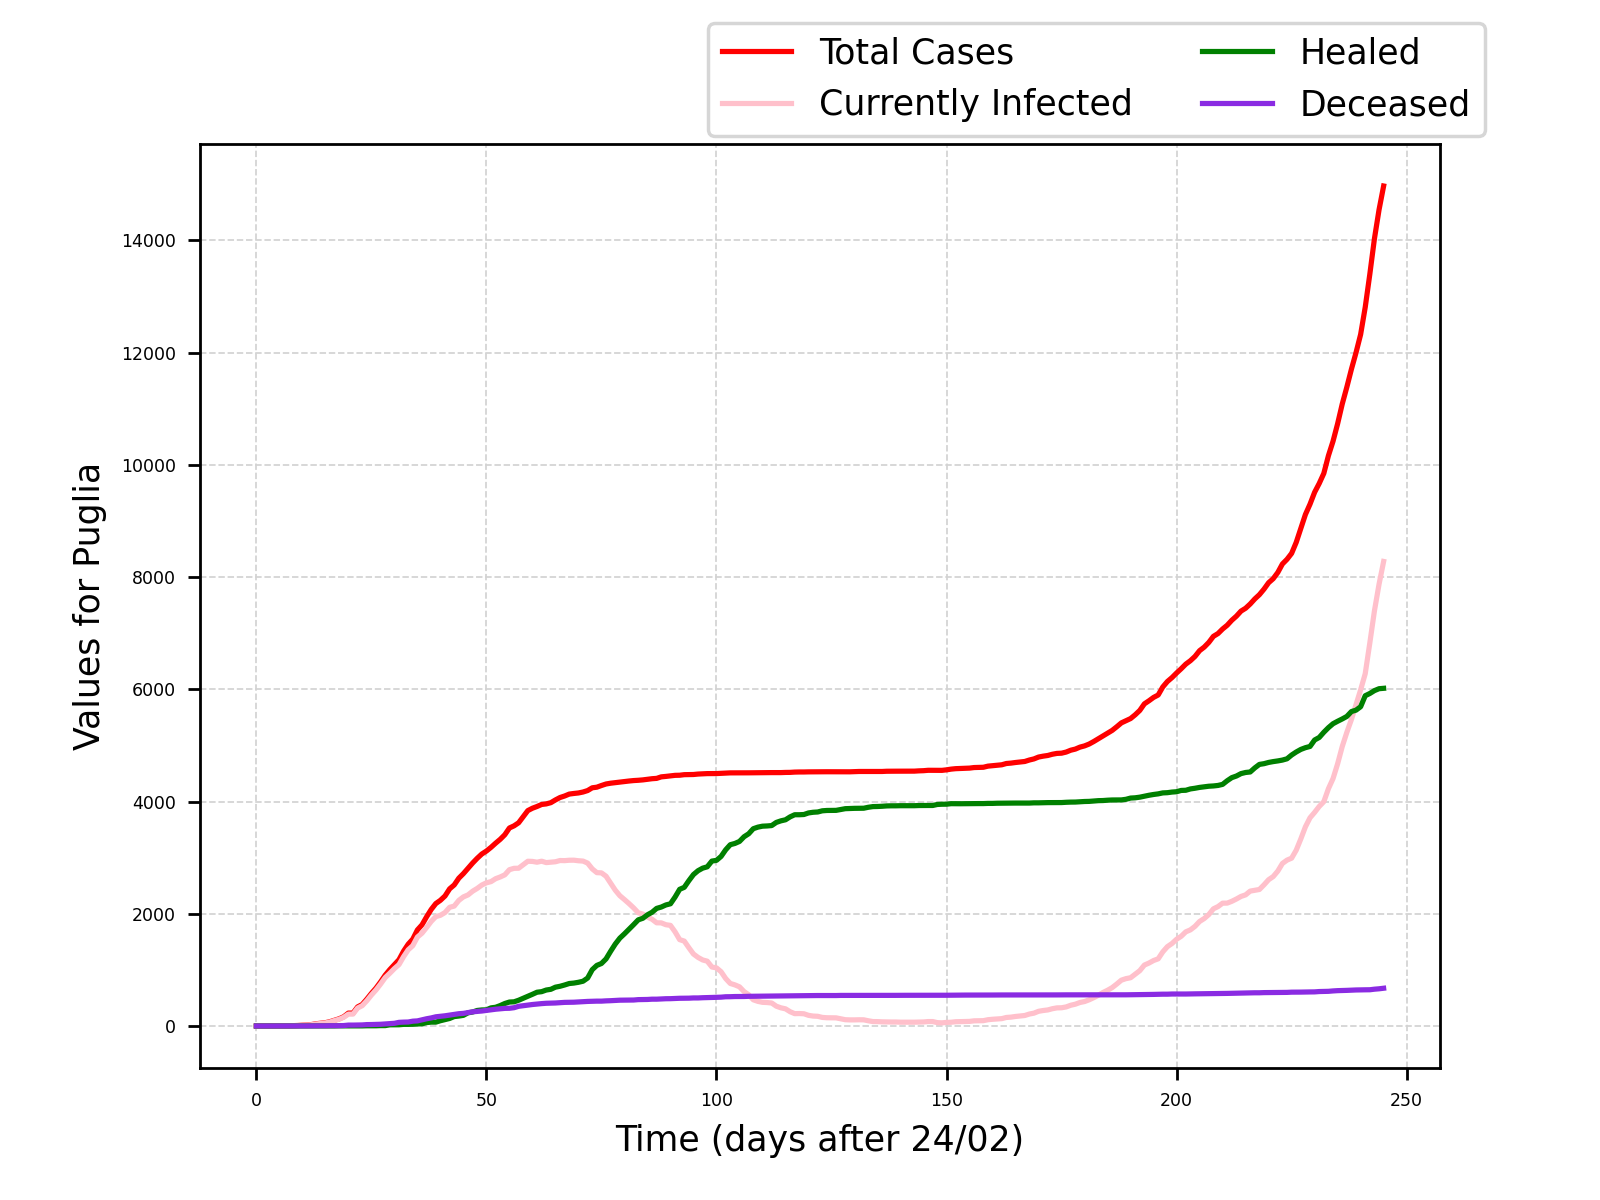 Total Cases
Currently Infected
Healed
Deceased
14000
12000
10000
8000
6000
4000
2000
0
Values for Puglia
0 50 100 150 200 250
Time (days after 24/02)